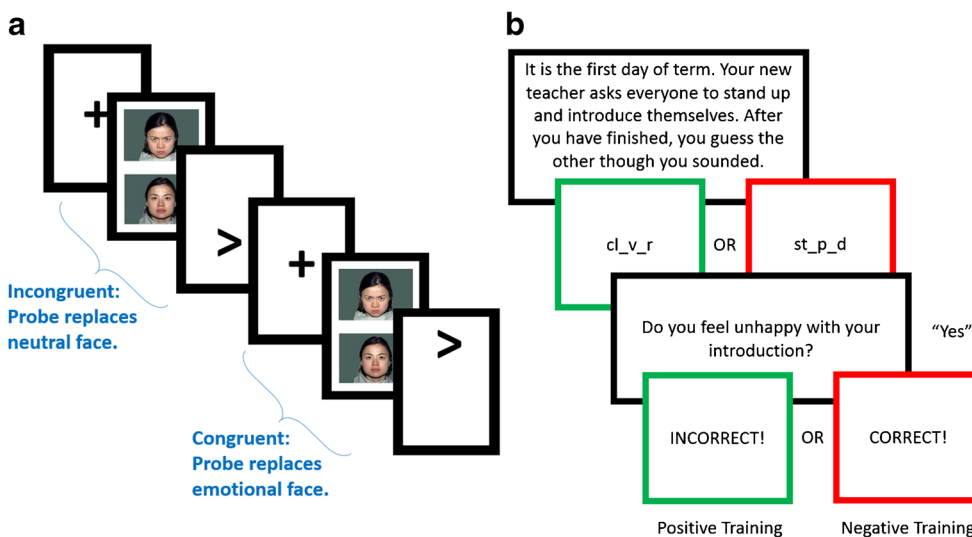 a
+
>
+
>
Incongruent:
Probe replaces
neutral face.
Congruent:
Probe replaces
emotional face.
b
It is the first day of term. Your new
teacher asks everyone to stand up
and introduce themselves. After
you have finished, you guess the
other though you sounded.
cl_v_r OR st_p_d
Do you feel unhappy with your
introduction?
“Yes”
INCORRECT! OR CORRECT!
Positive Training Negative Training